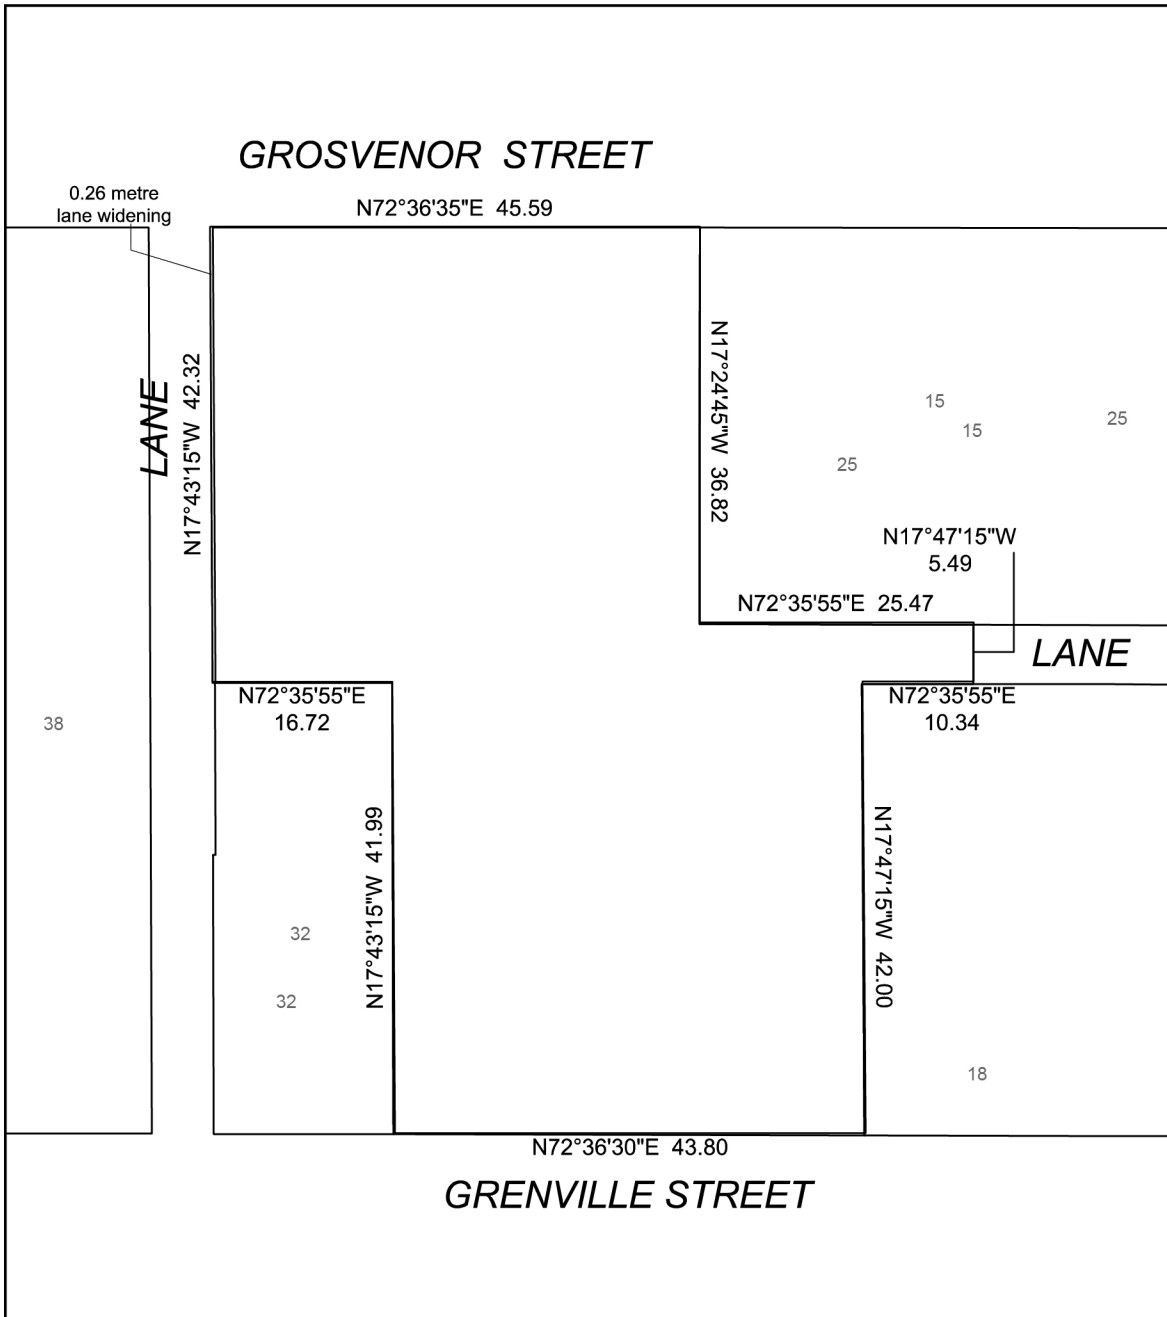 GROSVENOR STREET
0.26 metre
lane widening
N72°36'35"E 45.59
LANE
N17°43'15"W 42.32
N17°24'45"W 36.82
15
15
25
25
N17°47'15"W
5.49
N72°35'55"E 25.47
LANE
N72°35'55"E
16.72
N72°35'55"E
10.34
38
N17°43'15"W 41.99
N17°47'15"W 42.00
32
32
18
N72°36'30"E 43.80
GRENVILLE STREET